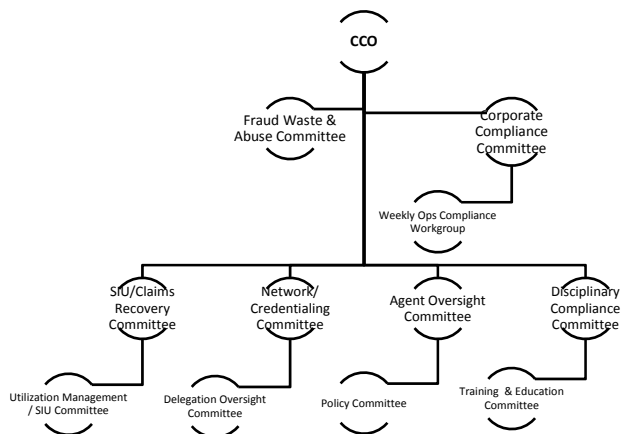 CCO
Fraud Waste &
Abuse Committee
Corporate
Compliance
Committee
Weekly Ops Compliance
Workgroup
SIU/Claims
Recovery
Committee
Network/
Credentialing
Committee
Agent Oversight
Committee
Disciplinary
Compliance
Committee
Utilization Management
/ SIU Committee
Delegation Oversight
Committee
Policy Committee
Training & Education
Committee